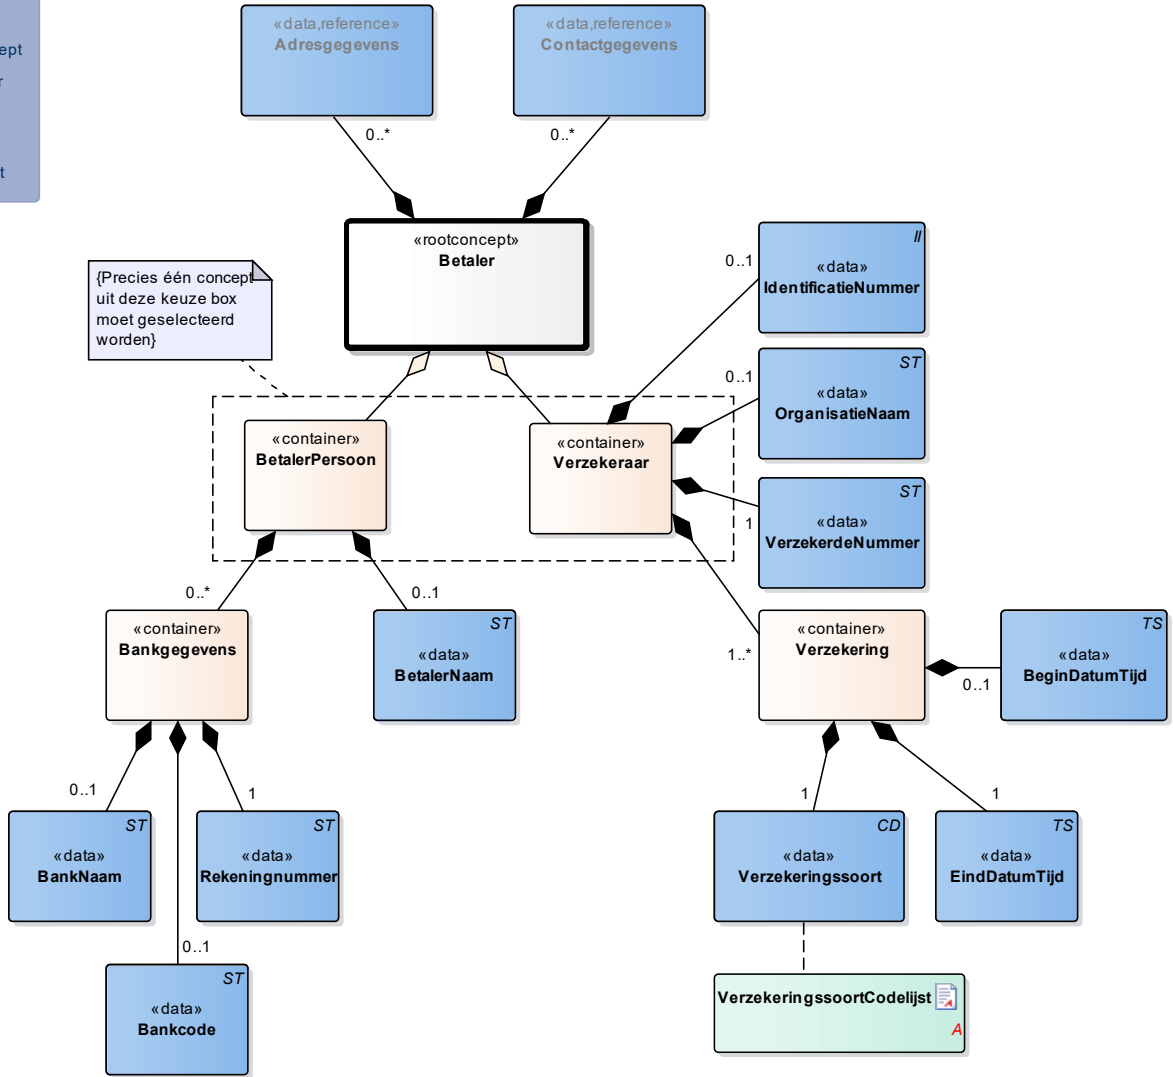 «data,reference»
Adresgegevens
«data,reference»
Contactgegevens
0..*
0..*
«rootconcept»
Betaler
{Precies één concept
uit deze keuze box
moet geselecteerd
worden}
II
«data»
IdentificatieNummer
0..1
ST
«data»
OrganisatieNaam
0..1
«container»
BetalerPersoon
«container»
Verzekeraar
ST
«data»
VerzekerdeNummer
1
0..*
0..1
1..*
«container»
Bankgegevens
ST
«data»
BetalerNaam
«container»
Verzekering
TS
«data»
BeginDatumTijd
0..1
0..1
1
1
1
ST
«data»
BankNaam
ST
«data»
Rekeningnummer
CD
«data»
Verzekeringssoort
TS
«data»
EindDatumTijd
0..1
ST
«data»
Bankcode
VerzekeringssoortCodelijst
A